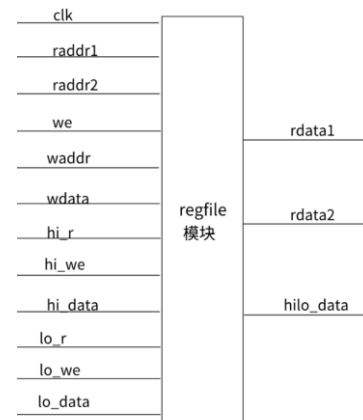 clk
raddr1
raddr2
we
waddr
wdata
hi_r
hi_we
hi_data
lo_r
lo_we
lo_data
regfile
模块
rdata1
rdata2
hilo_data